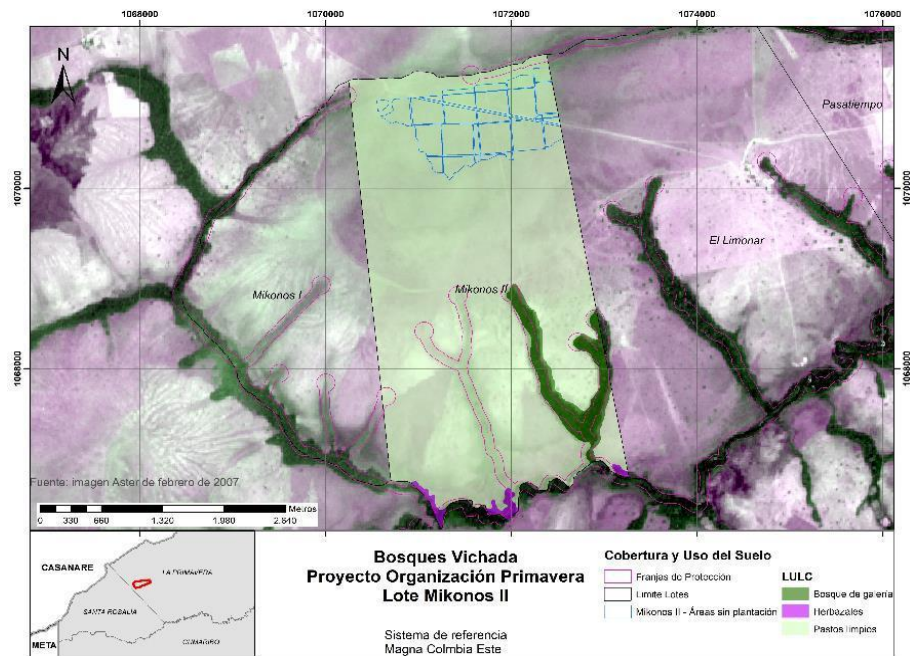 1068000 1070000 1072000 1074000 1076000
N
Pasatiempo
1070000 1070000
El Limonar
Mikonos I
Mikonos II
1068000 1068000
Fuente: imagen Aster de febrero de 2007
Metros
0 330 660 1.320 1.980 2.640
CASANARE
LA PRIMAVERA
SANTA ROSALIA
CUMARIBO
META
Bosques Vichada
Proyecto Organización Primavera
Lote Mikonos II
Sistema de referencia
Magna Colmbia Este
Cobertura y Uso del Suelo
Franjas de Protección
Limite Lotes
Mikonos II - Áreas sin plantación
LULC
Bosque de galería
Herbazales
Pastos limpios